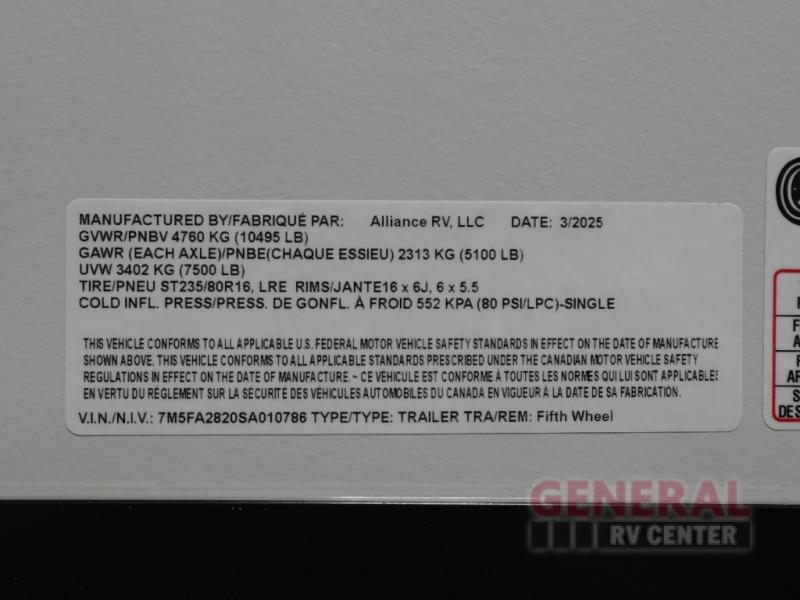 MANUFACTURED BY/FABRIQUÉ PAR: Alliance RV, LLC DATE: 3/2025
GVWR/PNBV 4760 KG (10495 LB)
GAWR (EACH AXLE)/PNBE(CHAQUE ESSIEU) 2313 KG (5100 LB)
UVW 3402 KG (7500 LB)
TIRE/PNEU ST235/80R16, LRE RIMS/JANTE16 x 6J, 6 x 5.5
COLD INFL. PRESS/PRESS. DE GONFL. À FROID 552 KPA (80 PSI/LPC)-SINGLE
THIS VEHICLE CONFORMS TO ALL APPLICABLE U.S. FEDERAL MOTOR VEHICLE SAFETY STANDARDS IN EFFECT ON THE DATE OF MANUFACTURE
SHOWN ABOVE. THIS VEHICLE CONFORMS TO ALL APPLICABLE STANDARDS PRESCRIBED UNDER THE CANADIAN MOTOR VEHICLE SAFETY
REGULATIONS IN EFFECT ON THE DATE OF MANUFACTURE. ~ CE VÉHICULE EST CONFORME À TOUTES LES NORMES QUI LUI SONT APPLICABLES
EN VERTU DU RÉGLEMENT SUR LA SÉCURITÉ DES VÉHICULES AUTOMOBILES DU CANADA EN VIGUEUR À LA DATE DE SA FABRICATION.
V.I.N./N.I.V.: 7M5FA2820SA010786 TYPE/TYPE: TRAILER TRA/REM: Fifth Wheel
GENERAL
RV CENTER